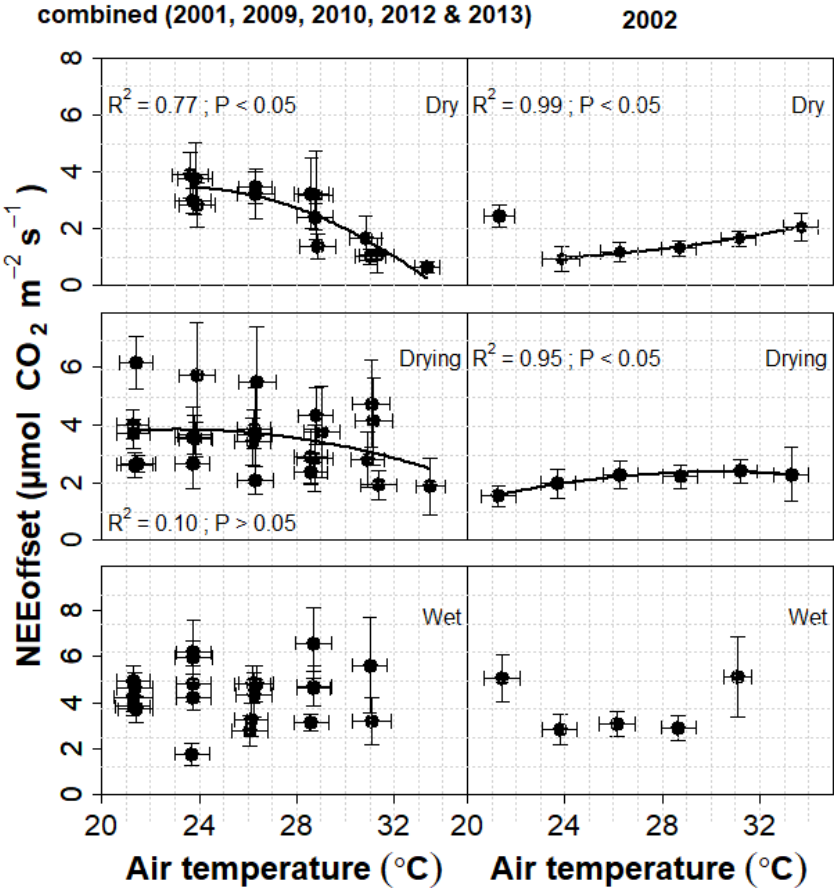 combined (2001, 2009, 2010, 2012 & 2013)
2002
NEEoffset (µmol CO₂ m⁻² s⁻¹ )
8
6
4
2
0
R² = 0.77 ; P < 0.05
Dry
R² = 0.99 ; P < 0.05
Dry
6
4
2
0
Drying
R² = 0.10 ; P > 0.05
R² = 0.95 ; P < 0.05
Drying
8
6
4
2
0
Wet
Wet
20 24 28 32 20 24 28 32
Air temperature (°C) Air temperature (°C)